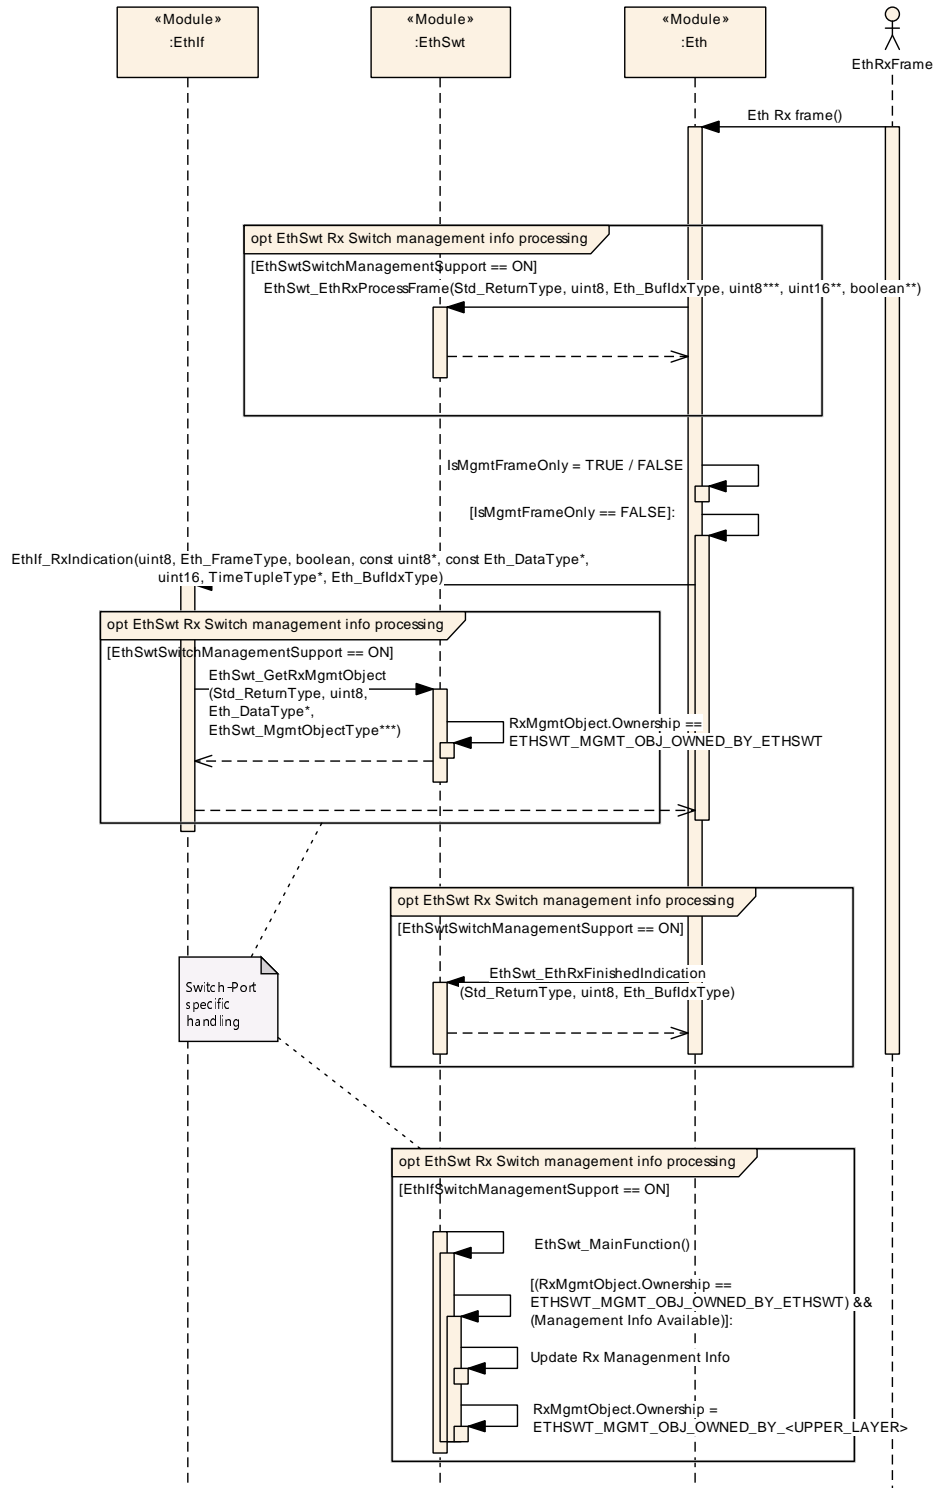 «Module»
:EthIf
«Module»
:EthSwt
«Module»
:Eth
EthRxFrame
Eth Rx frame()
opt EthSwt Rx Switch management info processing
[EthSwtSwitchManagementSupport == ON]
EthSwt_EthRxProcessFrame(Std_ReturnType, uint8, Eth_BufIdxType, uint8***, uint16**, boolean**)
IsMgmtFrameOnly = TRUE / FALSE
[IsMgmtFrameOnly == FALSE]:
EthIf_RxIndication(uint8, Eth_FrameType, boolean, const uint8*, const Eth_DataType*,
uint16, TimeTupleType*, Eth_BufIdxType)
opt EthSwt Rx Switch management info processing
[EthSwtSwitchManagementSupport == ON]
EthSwt_GetRxMgmtObject
(Std_ReturnType, uint8,
Eth_DataType*,
EthSwt_MgmtObjectType***)
RxMgmtObject.Ownership ==
ETHSWT_MGMT_OBJ_OWNED_BY_ETHSWT
opt EthSwt Rx Switch management info processing
[EthSwtSwitchManagementSupport == ON]
EthSwt_EthRxFinishedIndication
(Std_ReturnType, uint8, Eth_BufIdxType)
Switch-Port
specific
handling
opt EthSwt Rx Switch management info processing
[EthIfSwitchManagementSupport == ON]
EthSwt_MainFunction()
[(RxMgmtObject.Ownership ==
ETHSWT_MGMT_OBJ_OWNED_BY_ETHSWT) &&
(Management Info Available)]:
Update Rx Managenment Info
RxMgmtObject.Ownership =
ETHSWT_MGMT_OBJ_OWNED_BY_<UPPER_LAYER>